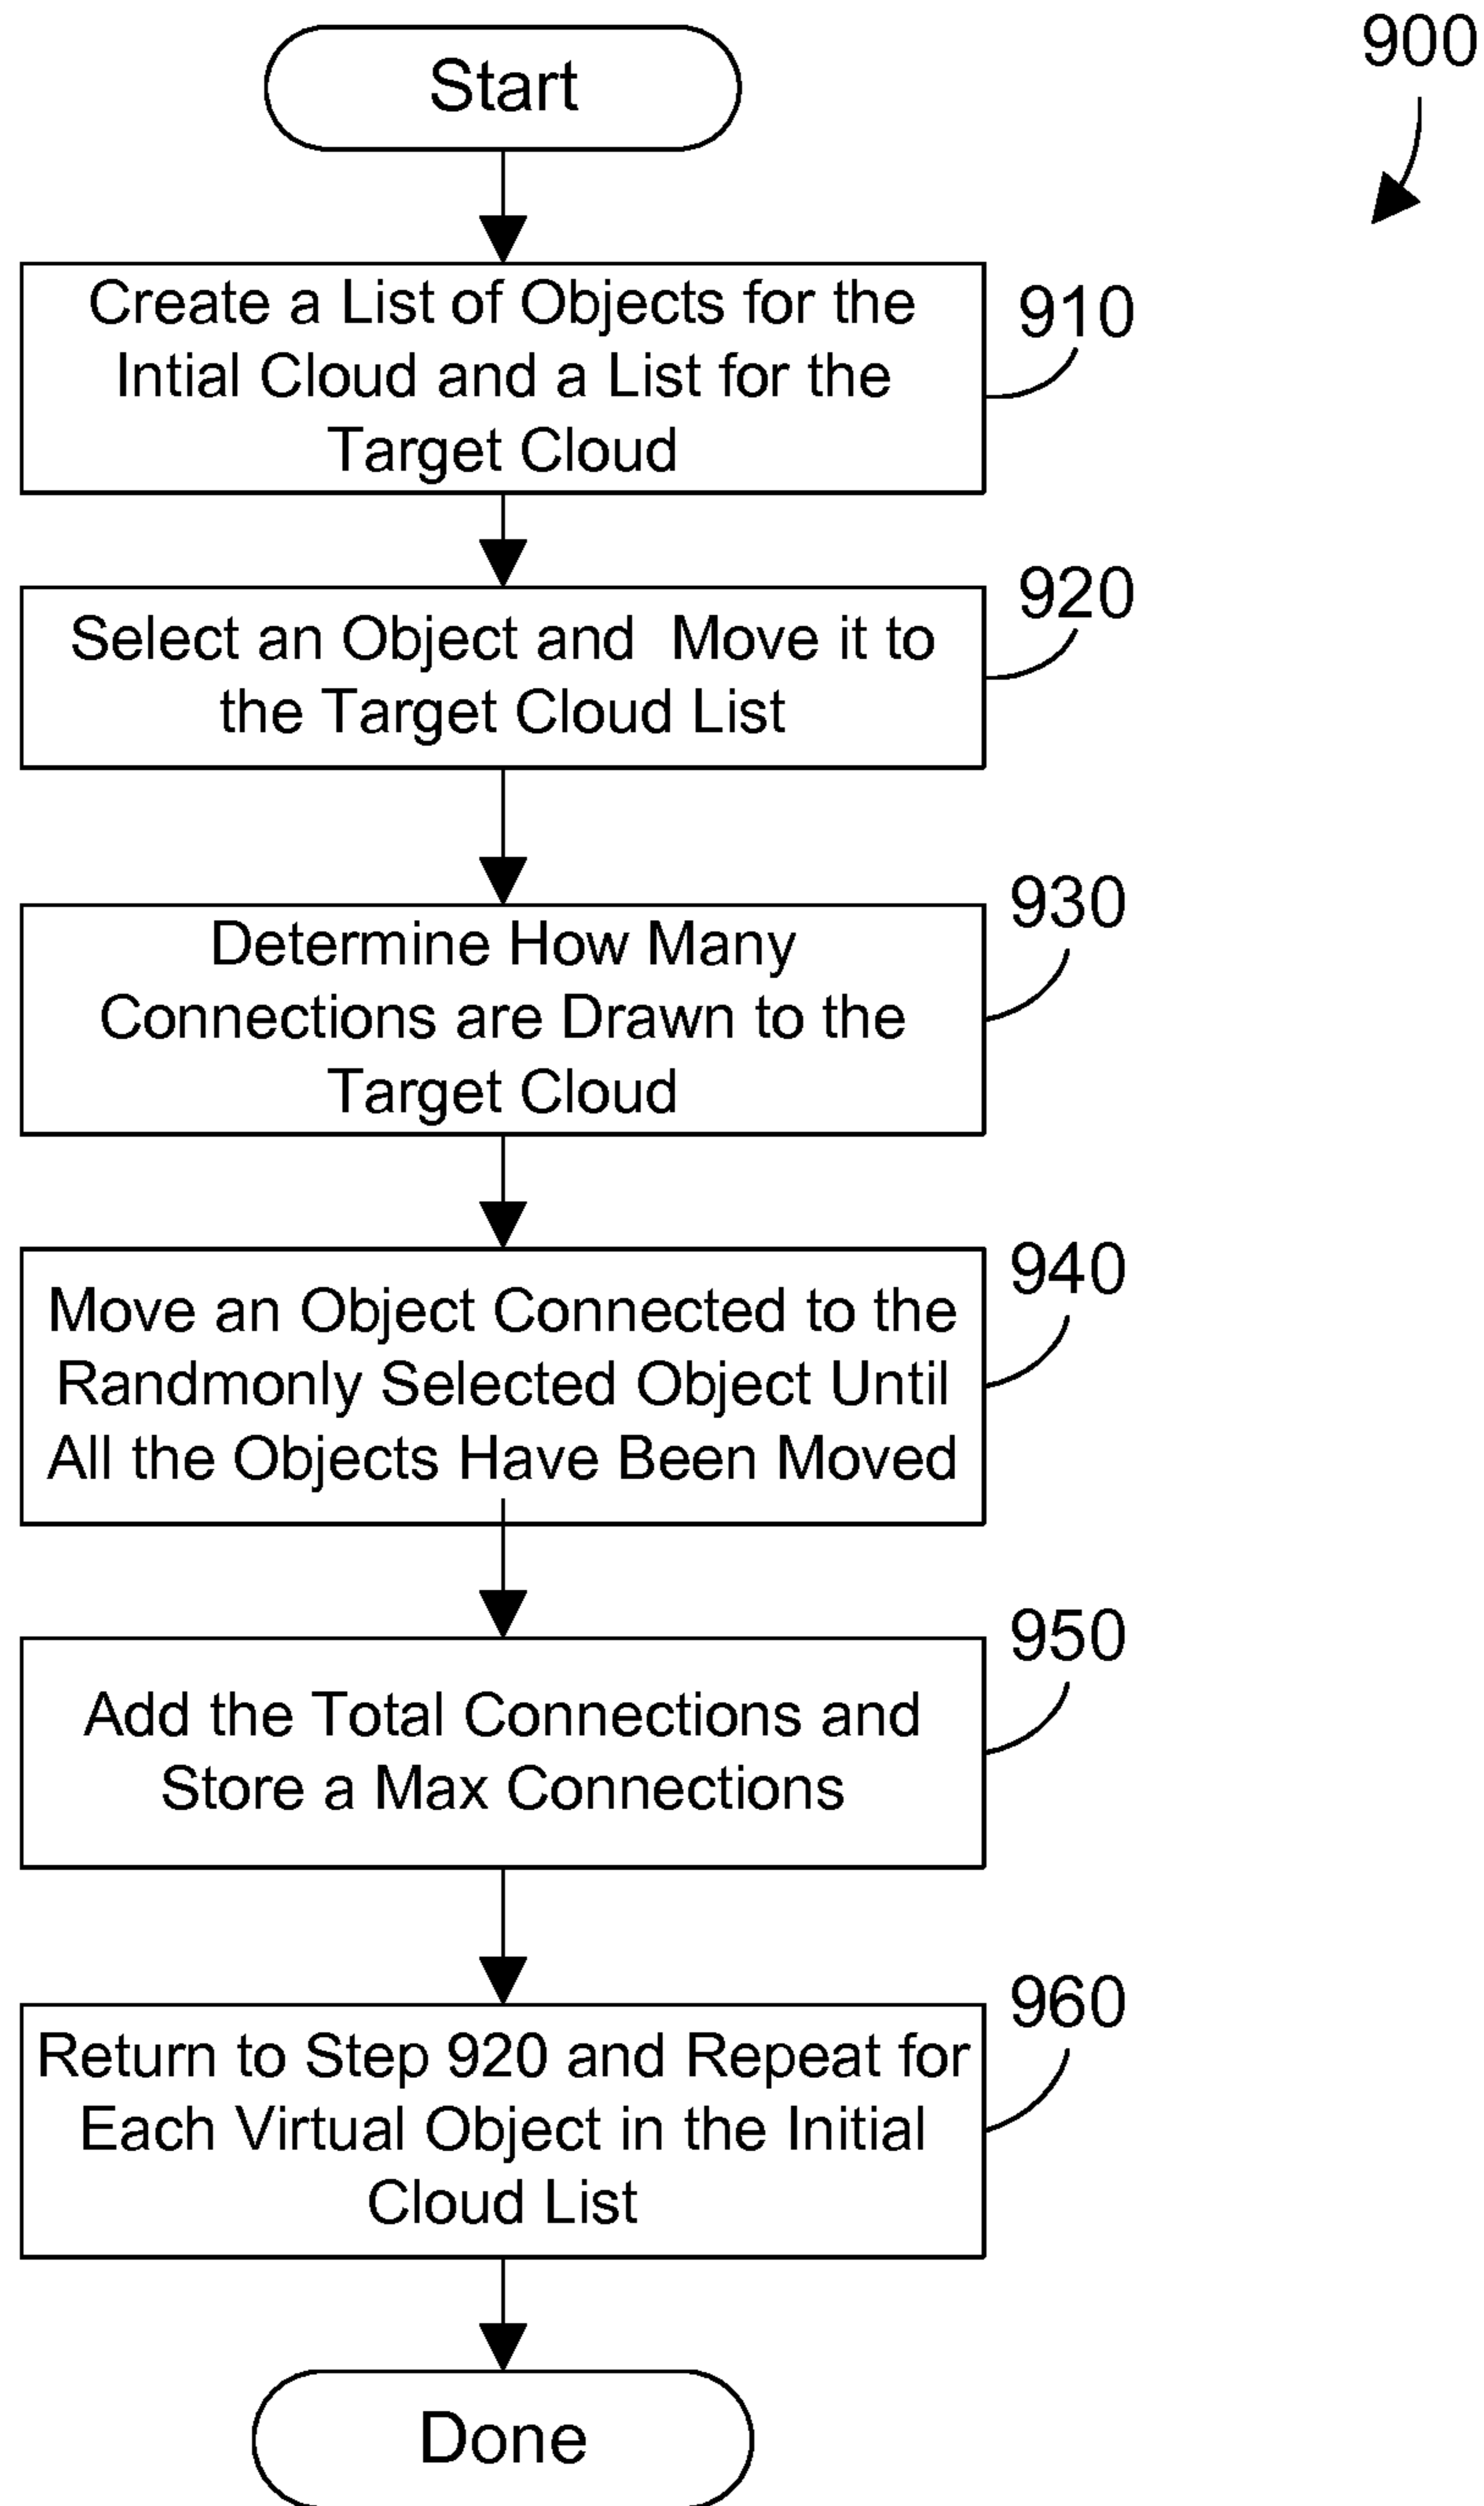 Start
900
Create a List of Objects for the
Intial Cloud and a List for the
Target Cloud
910
Select an Object and Move it to
the Target Cloud List
920
Determine How Many
Connections are Drawn to the
Target Cloud
930
Move an Object Connected to the
Randmonly Selected Object Until
All the Objects Have Been Moved
940
Add the Total Connections and
Store a Max Connections
950
Return to Step 920 and Repeat for
Each Virtual Object in the Initial
Cloud List
960
Done